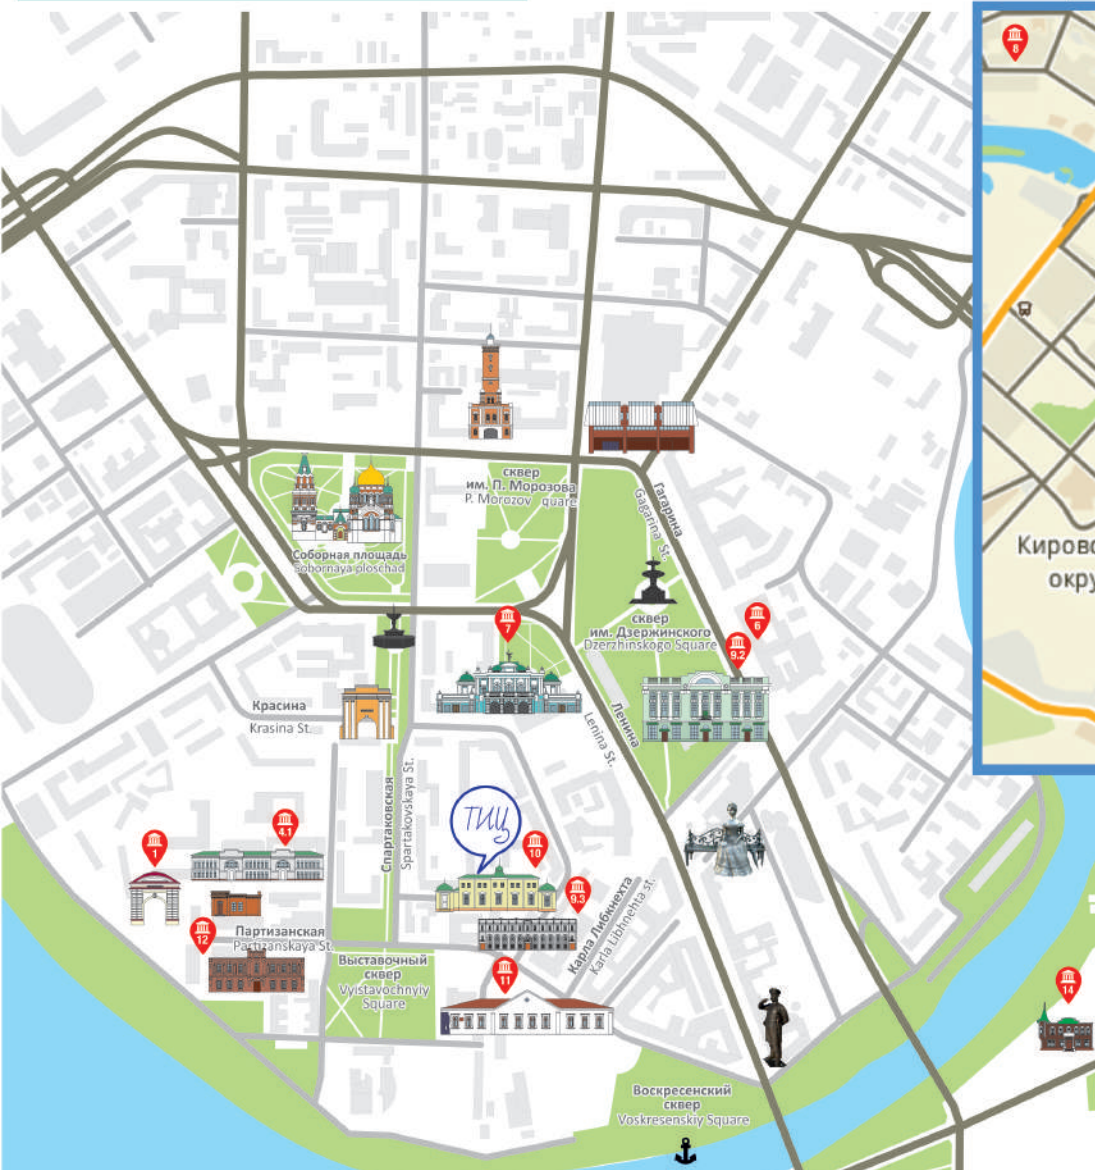 8
Кировс
окру
сквер
им. П. Морозова
P. Morozov quare
Гагарина
Gagarina St.
Соборная площадь
Sobornaya ploschad
7
6
9.2
сквер
им. Дзержинского
Dzerzhinskogo Square
Красина
Krasina St.
Ленина
Lenina St.
Спартаковская
Spartakovskaya St.
ТИЦ
1
4.1
10
9.3
12
Партизанская
Partizanskaya St.
Карла Либкнехта
Karla Libhnehta st.
Выставочный
сквер
Vyistavochnyiy
Square
11
14
Воскресенский
сквер
Voskresenskiy Square